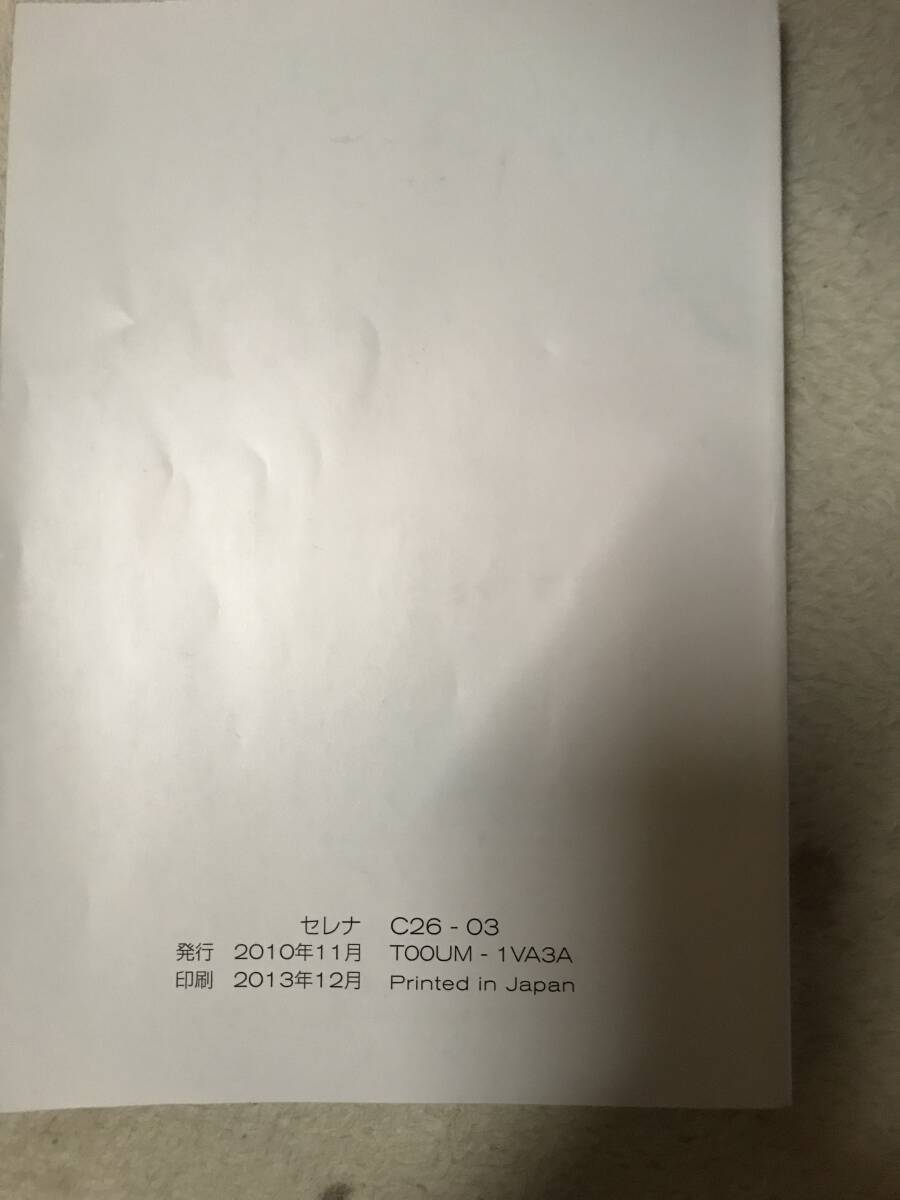 セレナ C26 - 03
発行 2010年11月 T00UM - 1VA3A
印刷 2013年12月 Printed in Japan